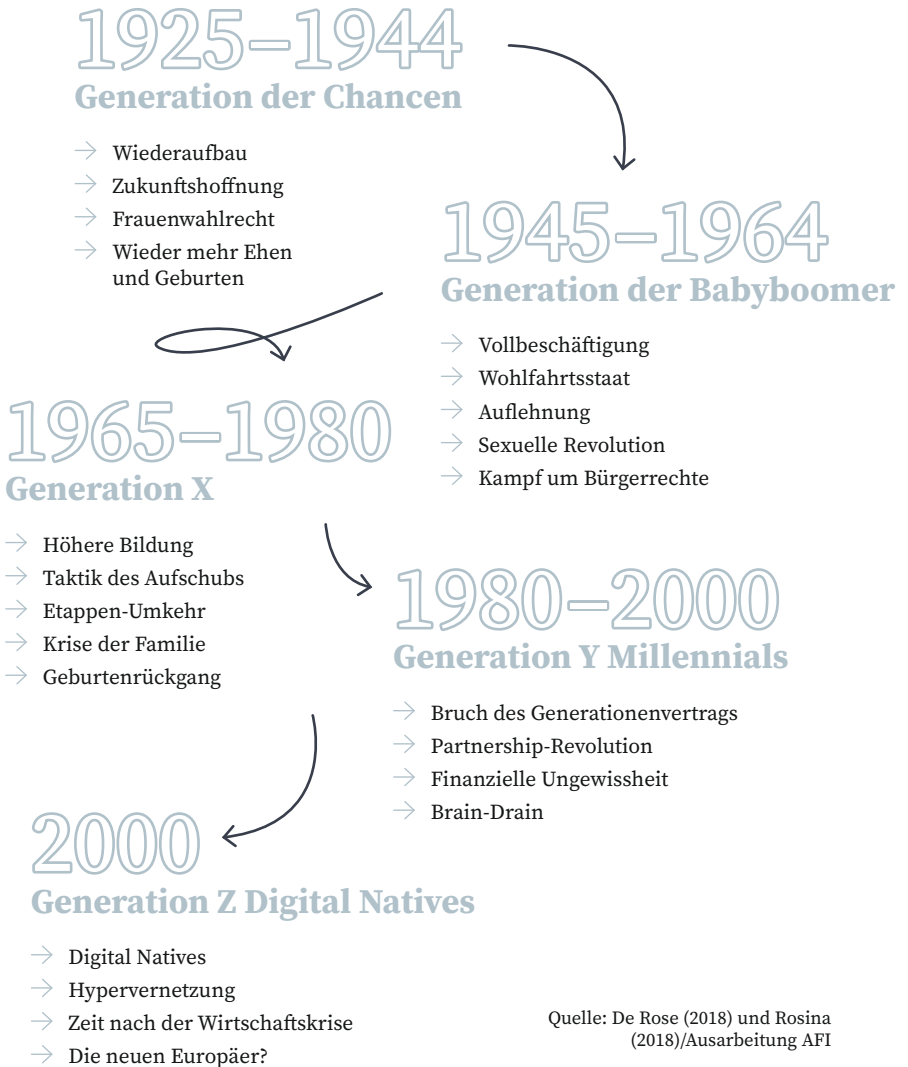 1925–1944
Generation der Chancen
Wiederaufbau
Zukunftshoffnung
Frauenwahlrecht
Wieder mehr Ehen
und Geburten
1945–1964
Generation der Babyboomer
Vollbeschäftigung
Wohlfahrtsstaat
Auflehnung
Sexuelle Revolution
Kampf um Bürgerrechte
1965–1980
Generation X
Höhere Bildung
Taktik des Aufschubs
Etappen-Umkehr
Krise der Familie
Geburtenrückgang
1980–2000
Generation Y Millennials
Bruch des Generationenvertrags
Partnership-Revolution
Finanzielle Ungewissheit
Brain-Drain
2000
Generation Z Digital Natives
Digital Natives
Hypervernetzung
Zeit nach der Wirtschaftskrise
Die neuen Europäer?
Quelle: De Rose (2018) und Rosina
(2018)/Ausarbeitung AFI